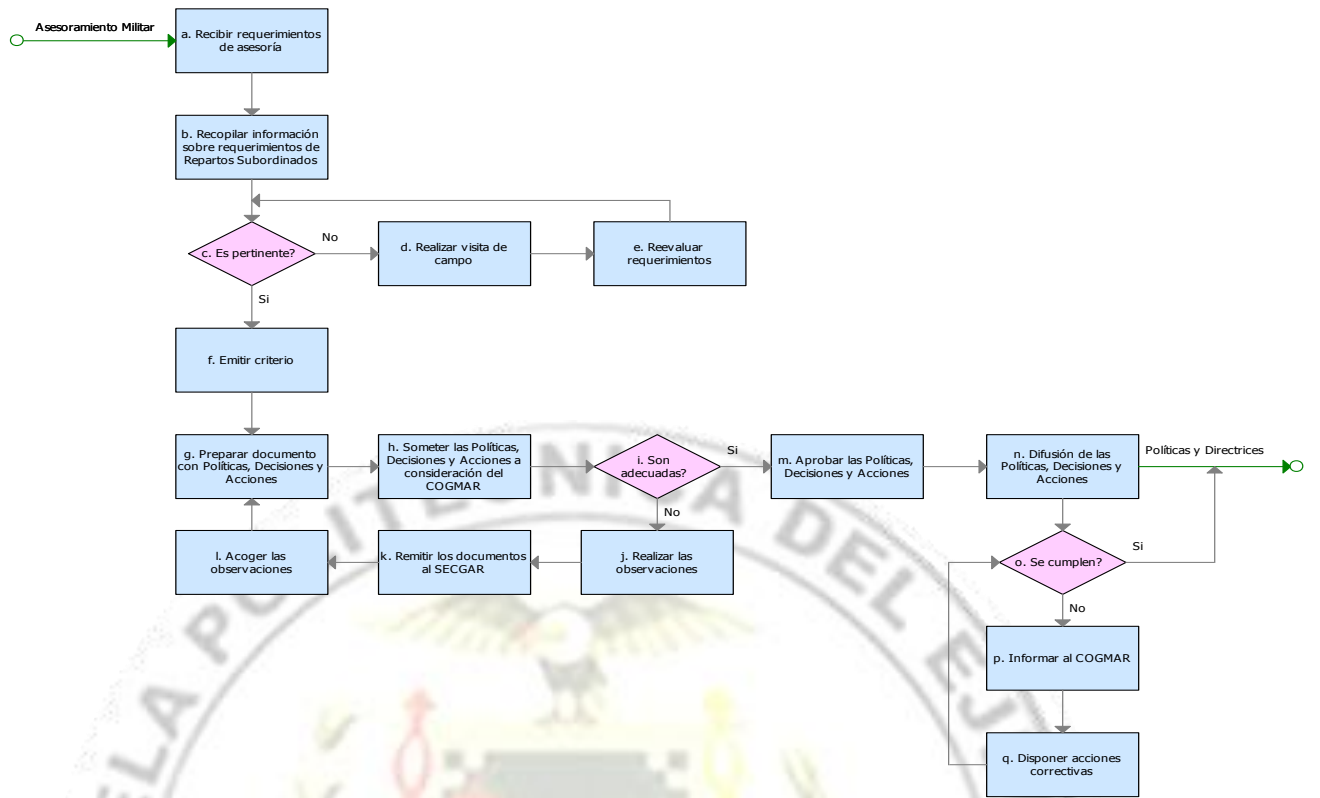 Asesoramiento Militar
a. Recibir requerimientos
de asesoría
b. Recopilar información
sobre requerimientos de
Repartos Subordinados
c. Es pertinente?
No
d. Realizar visita de
campo
e. Reevaluar
requerimientos
Si
f. Emitir criterio
g. Preparar documento
con Políticas, Decisiones y
Acciones
h. Someter las Políticas,
Decisiones y Acciones a
consideración del
COGMAR
i. Son
adecuadas?
Si
m. Aprobar las Políticas,
Decisiones y Acciones
n. Difusión de las
Políticas, Decisiones y
Acciones
Políticas y Directrices
No
l. Acoger las
observaciones
k. Remitir los documentos
al SECGAR
j. Realizar las
observaciones
o. Se cumplen?
Si
No
p. Informar al COGMAR
q. Disponer acciones
correctivas
POLITECNICA DEL